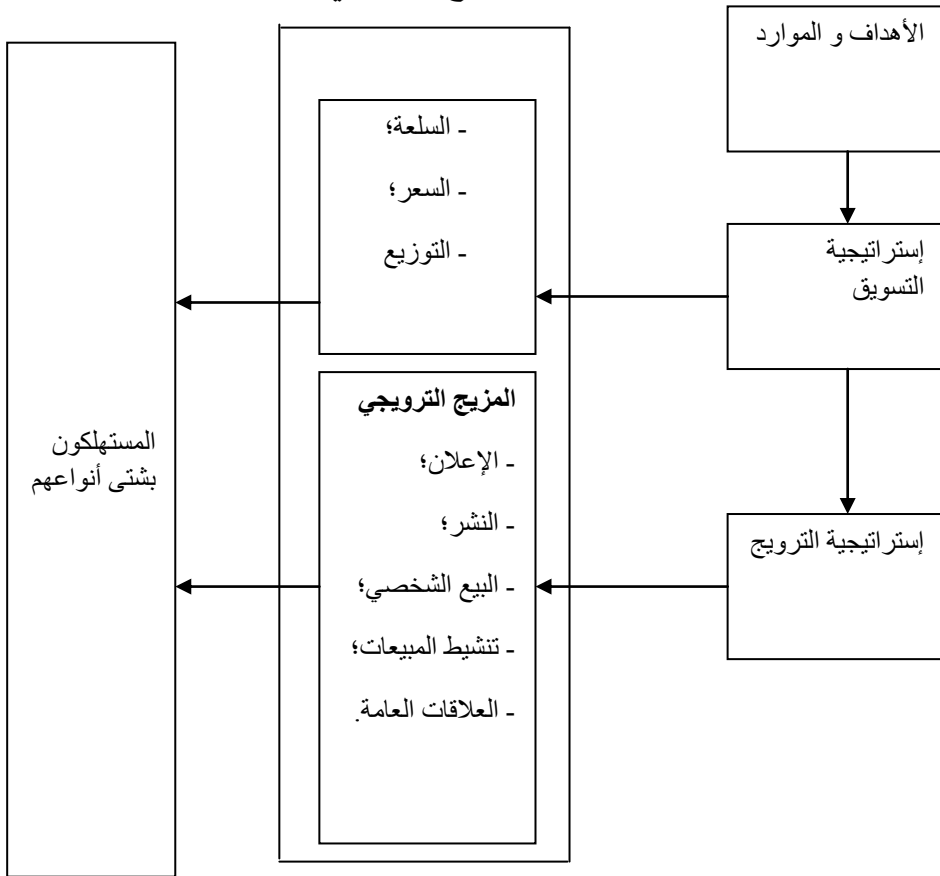 الأهداف و الموارد
إستراتيجية
التسويق
إستراتيجية الترويج
- السلعة؛
- السعر؛
- التوزيع
المزيج الترويجي
- الإعلان؛
- النشر؛
- البيع الشخصي؛
- تنشيط المبيعات؛
- العلاقات العامة.
المستهلكون
بشتى أنواعهم